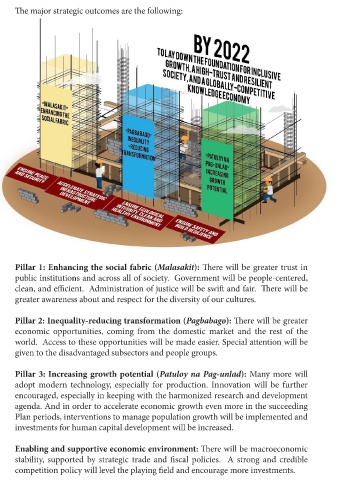 The major strategic outcomes are the following:
BY 2022
TO LAY DOWN THE FOUNDATION FOR INCLUSIVE
GROWTH, A HIGH-TRUST AND RESILIENT
SOCIETY, AND A GLOBALLY-COMPETITIVE
KNOWLEDGE ECONOMY
"MALASAKIT"
ENHANCING THE
SOCIAL FABRIC
"PAGBABAGO"
INEQUALITY
-REDUCING
TRANSFORMATION
"PATULOY NA
PAG-UNLAD"
INCREASING
GROWTH
POTENTIAL
ENSURE PEACE
AND SECURITY
ACCELERATE STRATEGIC
INFRASTRUCTURE
DEVELOPMENT
ENSURE ECOLOGICAL
INTEGRITY, CLEAN AND
HEALTHY ENVIRONMENT
ENSURE SAFETY AND
BUILD RESILIENCE
Pillar 1: Enhancing the social fabric (Malasakit): There will be greater trust in
public institutions and across all of society. Government will be people-centered,
clean, and efficient. Administration of justice will be swift and fair. There will be
greater awareness about and respect for the diversity of our cultures.
Pillar 2: Inequality-reducing transformation (Pagbabago): There will be greater
economic opportunities, coming from the domestic market and the rest of the
world. Access to these opportunities will be made easier. Special attention will be
given to the disadvantaged subsectors and people groups.
Pillar 3: Increasing growth potential (Patuloy na Pag-unlad): Many more will
adopt modern technology, especially for production. Innovation will be further
encouraged, especially in keeping with the harmonized research and development
agenda. And in order to accelerate economic growth even more in the succeeding
Plan periods, interventions to manage population growth will be implemented and
investments for human capital development will be increased.
Enabling and supportive economic environment: There will be macroeconomic
stability, supported by strategic trade and fiscal policies. A strong and credible
competition policy will level the playing field and encourage more investments.